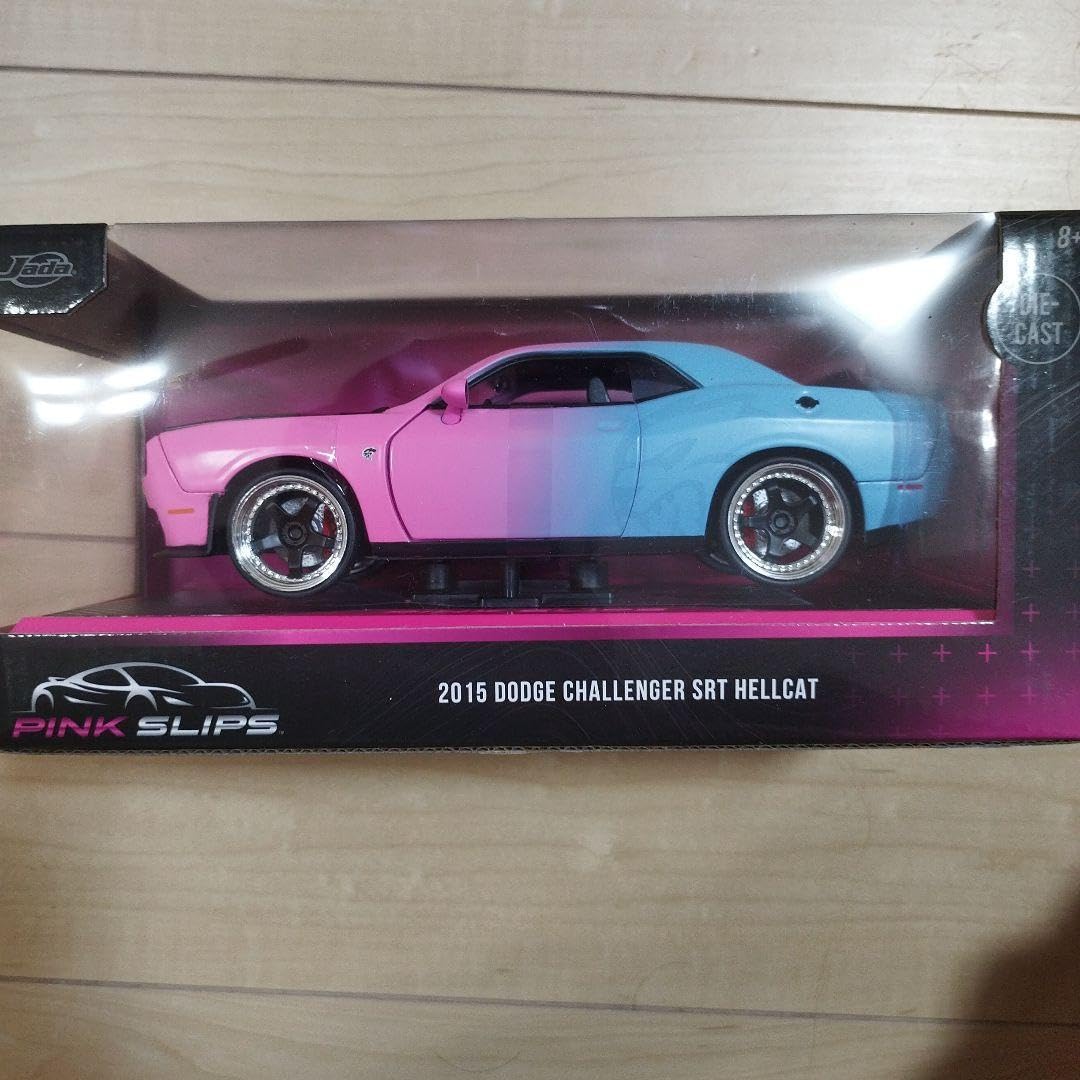 Jada
8+
DIE-
CAST
2015 DODGE CHALLENGER SRT HELLCAT
PINK SLIPS